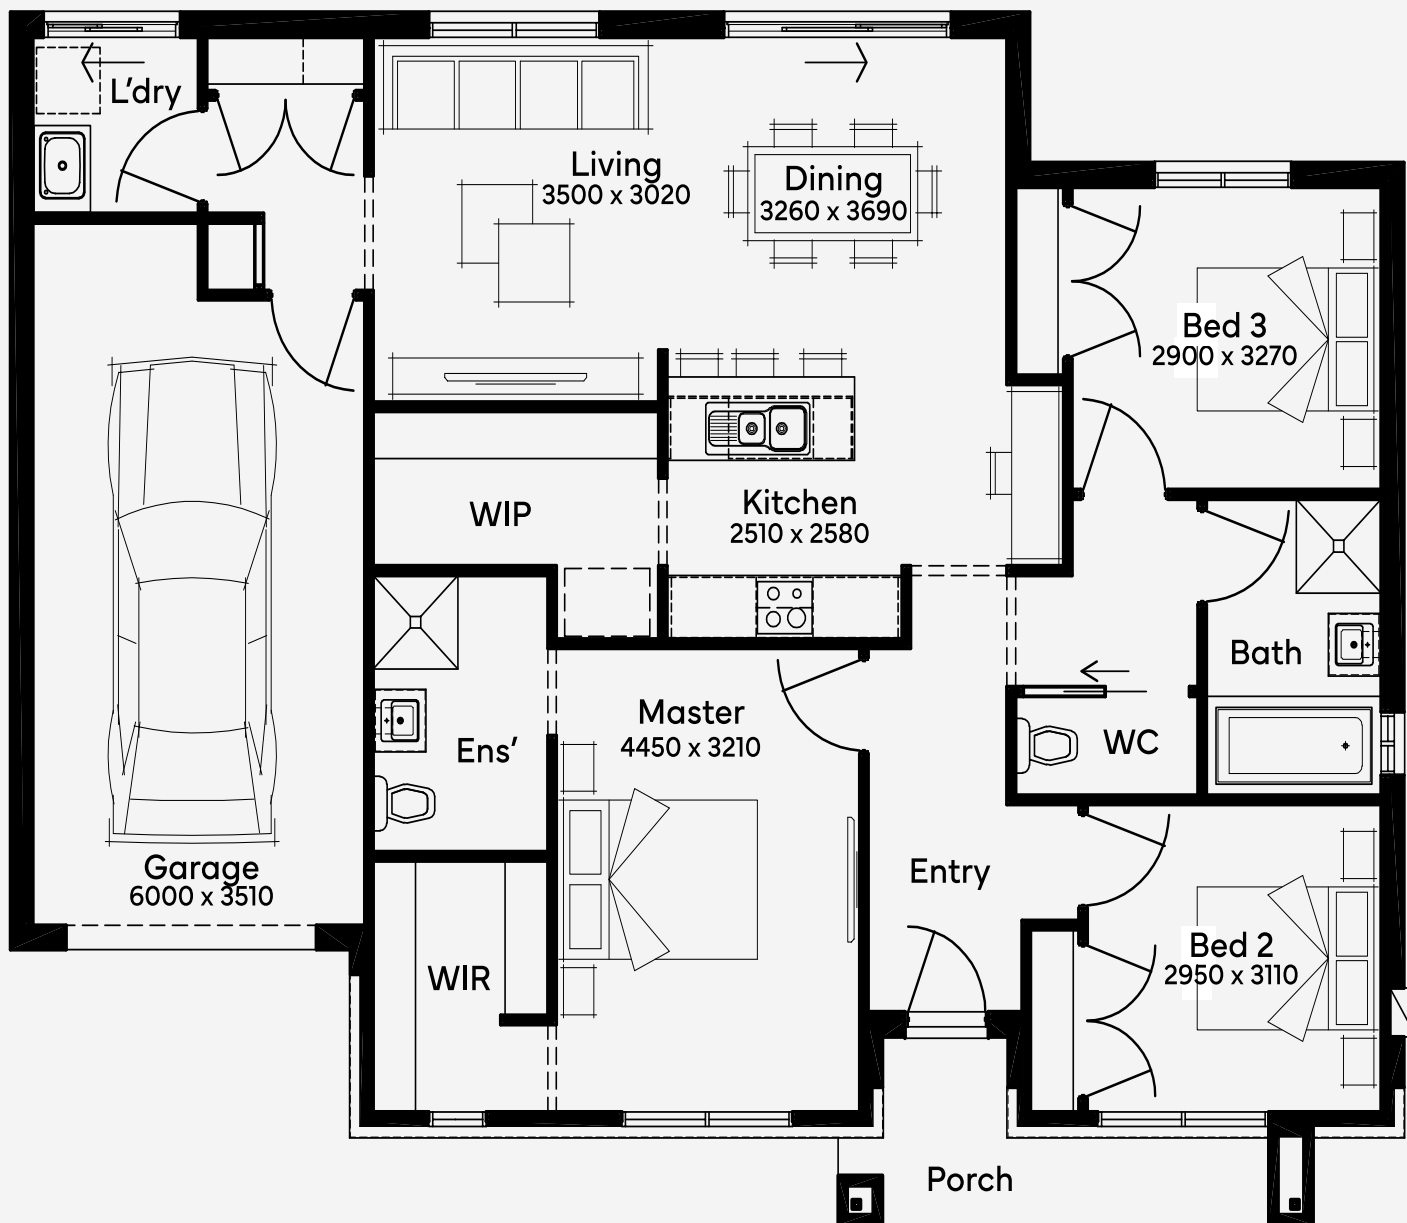 L'dry
Living
3500 x 3020
Dining
3260 x 3690
Bed 3
2900 x 3270
WIP
Kitchen
2510 x 2580
Bath
Master
4450 x 3210
Ens'
WC
Garage
6000 x 3510
Entry
WIR
Bed 2
2950 x 3110
Porch